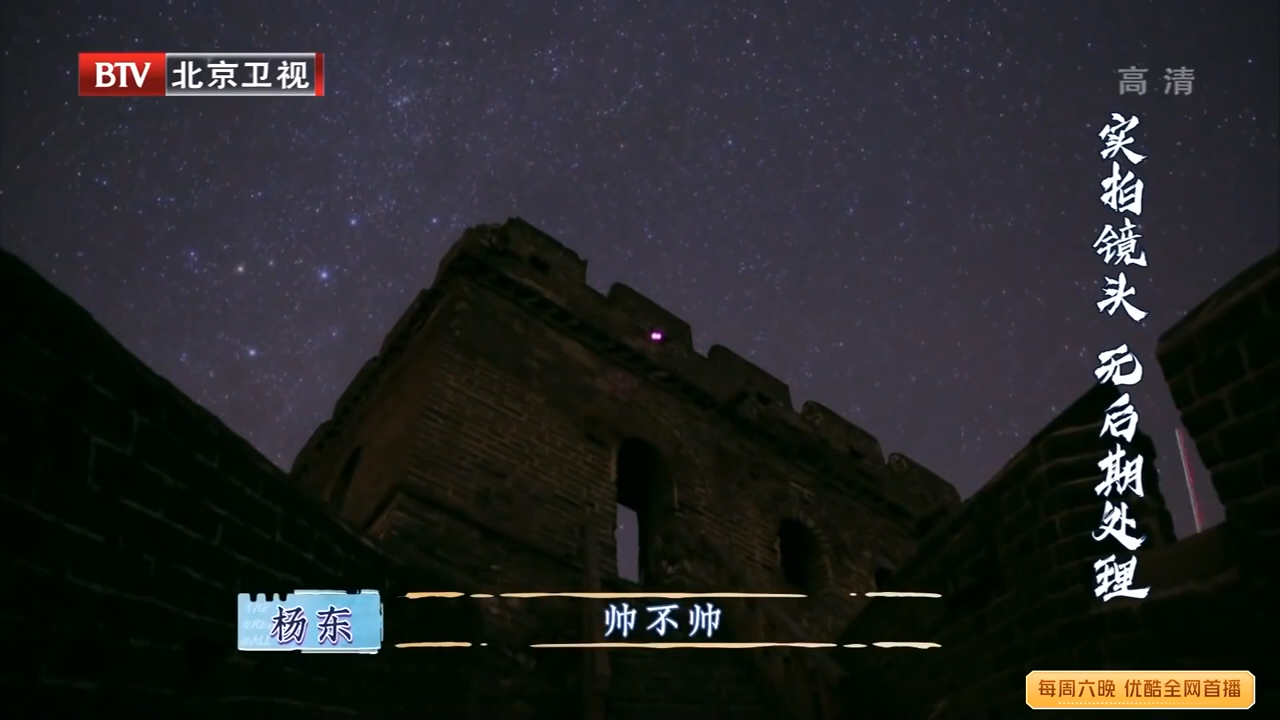 BTV 北京卫视
高清
实拍镜头 无后期处理
杨东
帅不帅
每周六晚 优酷全网首播